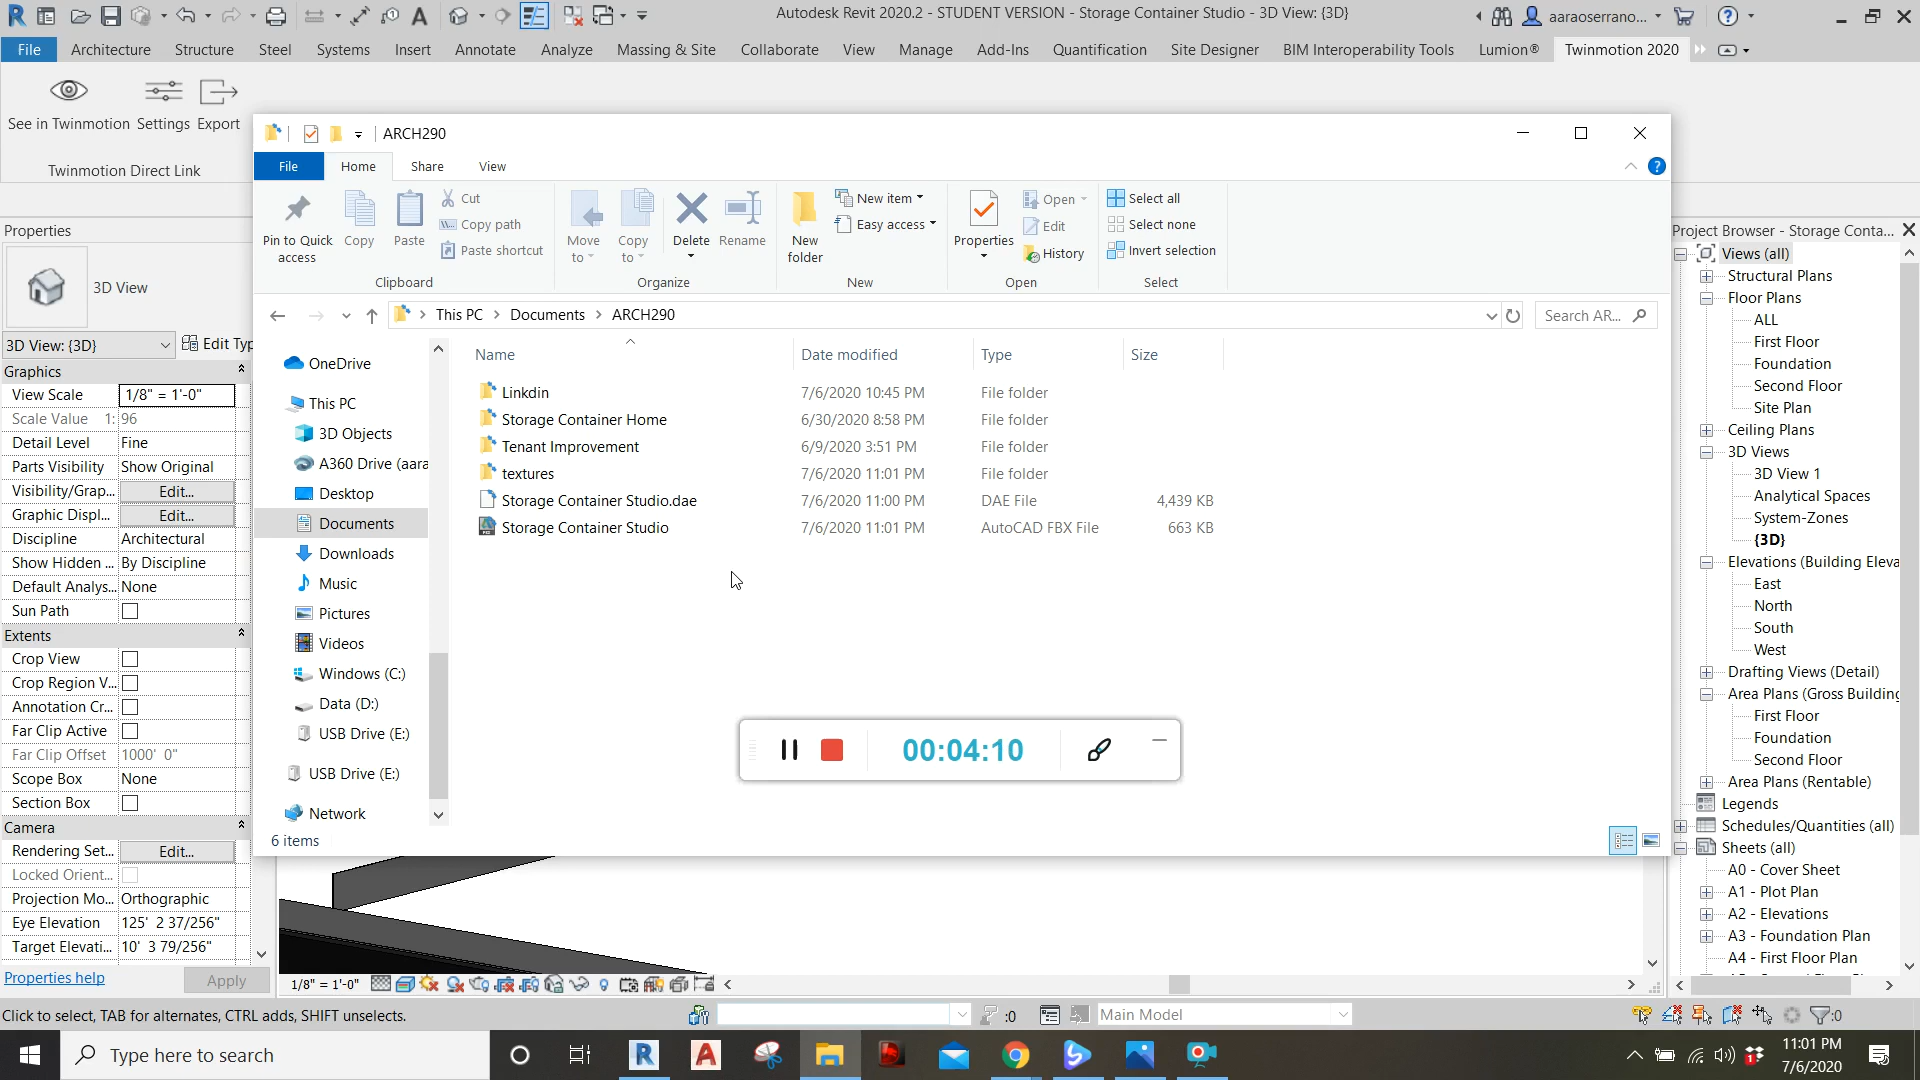 Autodesk Revit 2020.2 - STUDENT VERSION - Storage Container Studio - 3D View: {3D}
aaraoserrano...
File Architecture Structure Steel Systems Insert Annotate Analyze Massing & Site Collaborate View Manage Add-Ins Quantification Site Designer BIM Interoperability Tools Lumion® Twinmotion 2020
See in Twinmotion Settings Export
Twinmotion Direct Link
ARCH290
File Home Share View
Pin to Quick access
Copy
Paste
Cut
Copy path
Paste shortcut
Clipboard
Move to
Copy to
Delete
Rename
Organize
New folder
New item
Easy access
New
Properties
Open
Edit
History
Open
Select all
Select none
Invert selection
Select
This PC > Documents > ARCH290
Search AR...
OneDrive
This PC
3D Objects
A360 Drive (aara
Desktop
Documents
Downloads
Music
Pictures
Videos
Windows (C:)
Data (D:)
USB Drive (E:)
USB Drive (E:)
Network
6 items
Name Date modified Type Size
Linkdin 7/6/2020 10:45 PM File folder
Storage Container Home 6/30/2020 8:58 PM File folder
Tenant Improvement 6/9/2020 3:51 PM File folder
textures 7/6/2020 11:01 PM File folder
Storage Container Studio.dae 7/6/2020 11:00 PM DAE File 4,439 KB
Storage Container Studio 7/6/2020 11:01 PM AutoCAD FBX File 663 KB
00:04:10
Properties
3D View
3D View: {3D} Edit Typ
Graphics
View Scale 1/8" = 1'-0"
Scale Value 1: 96
Detail Level Fine
Parts Visibility Show Original
Visibility/Grap... Edit...
Graphic Displ... Edit...
Discipline Architectural
Show Hidden ... By Discipline
Default Analys... None
Sun Path
Extents
Crop View
Crop Region V...
Annotation Cr...
Far Clip Active
Far Clip Offset 1000' 0"
Scope Box None
Section Box
Camera
Rendering Set... Edit...
Locked Orient...
Projection Mo... Orthographic
Eye Elevation 125' 2 37/256"
Target Elevati... 10' 3 79/256"
Properties help Apply
Project Browser - Storage Conta...
Views (all)
Structural Plans
Floor Plans
ALL
First Floor
Foundation
Second Floor
Site Plan
Ceiling Plans
3D Views
3D View 1
Analytical Spaces
System-Zones
{3D}
Elevations (Building Eleva
East
North
South
West
Drafting Views (Detail)
Area Plans (Gross Building
First Floor
Foundation
Second Floor
Area Plans (Rentable)
Legends
Schedules/Quantities (all)
Sheets (all)
A0 - Cover Sheet
A1 - Plot Plan
A2 - Elevations
A3 - Foundation Plan
A4 - First Floor Plan
1/8" = 1'-0"
Click to select, TAB for alternates, CTRL adds, SHIFT unselects.
:0
Main Model
:0
Type here to search
11:01 PM
7/6/2020